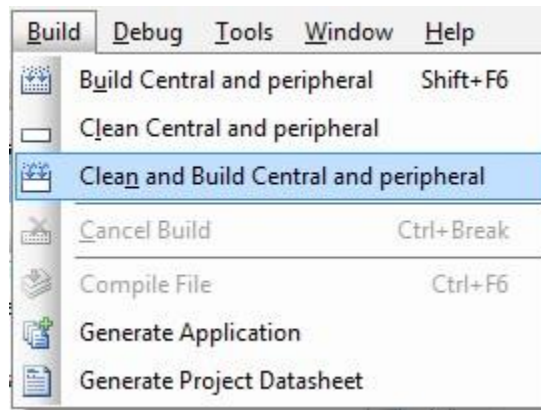 Build Debug Tools Window Help
Build Central and peripheral Shift+F6
Clean Central and peripheral
Clean and Build Central and peripheral
Cancel Build Ctrl+Break
Compile File Ctrl+F6
Generate Application
Generate Project Datasheet